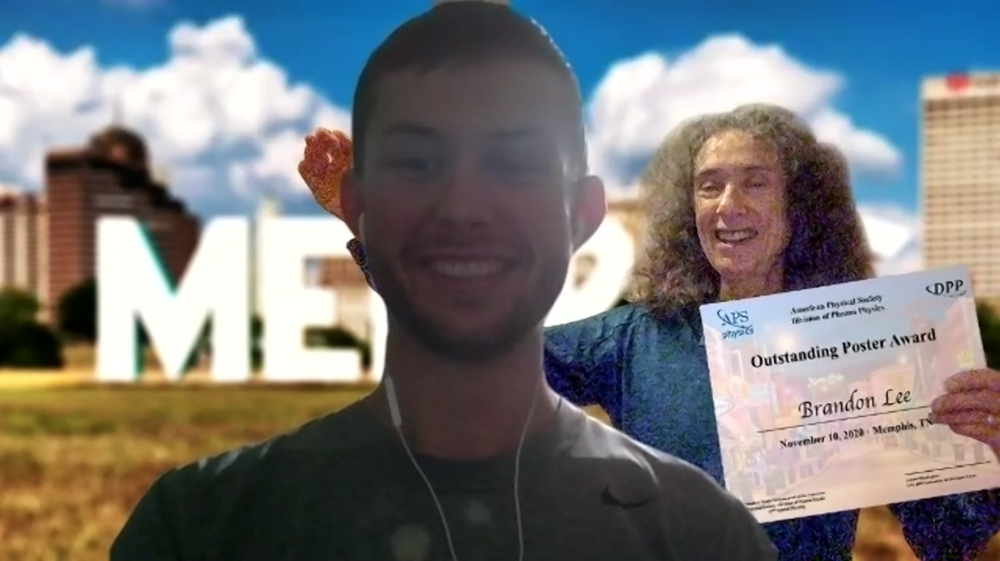 ME
APS
physics
DPP
American Physical Society
Division of Plasma Physics
Outstanding Poster Award
Brandon Lee
November 10, 2020 - Memphis, TN